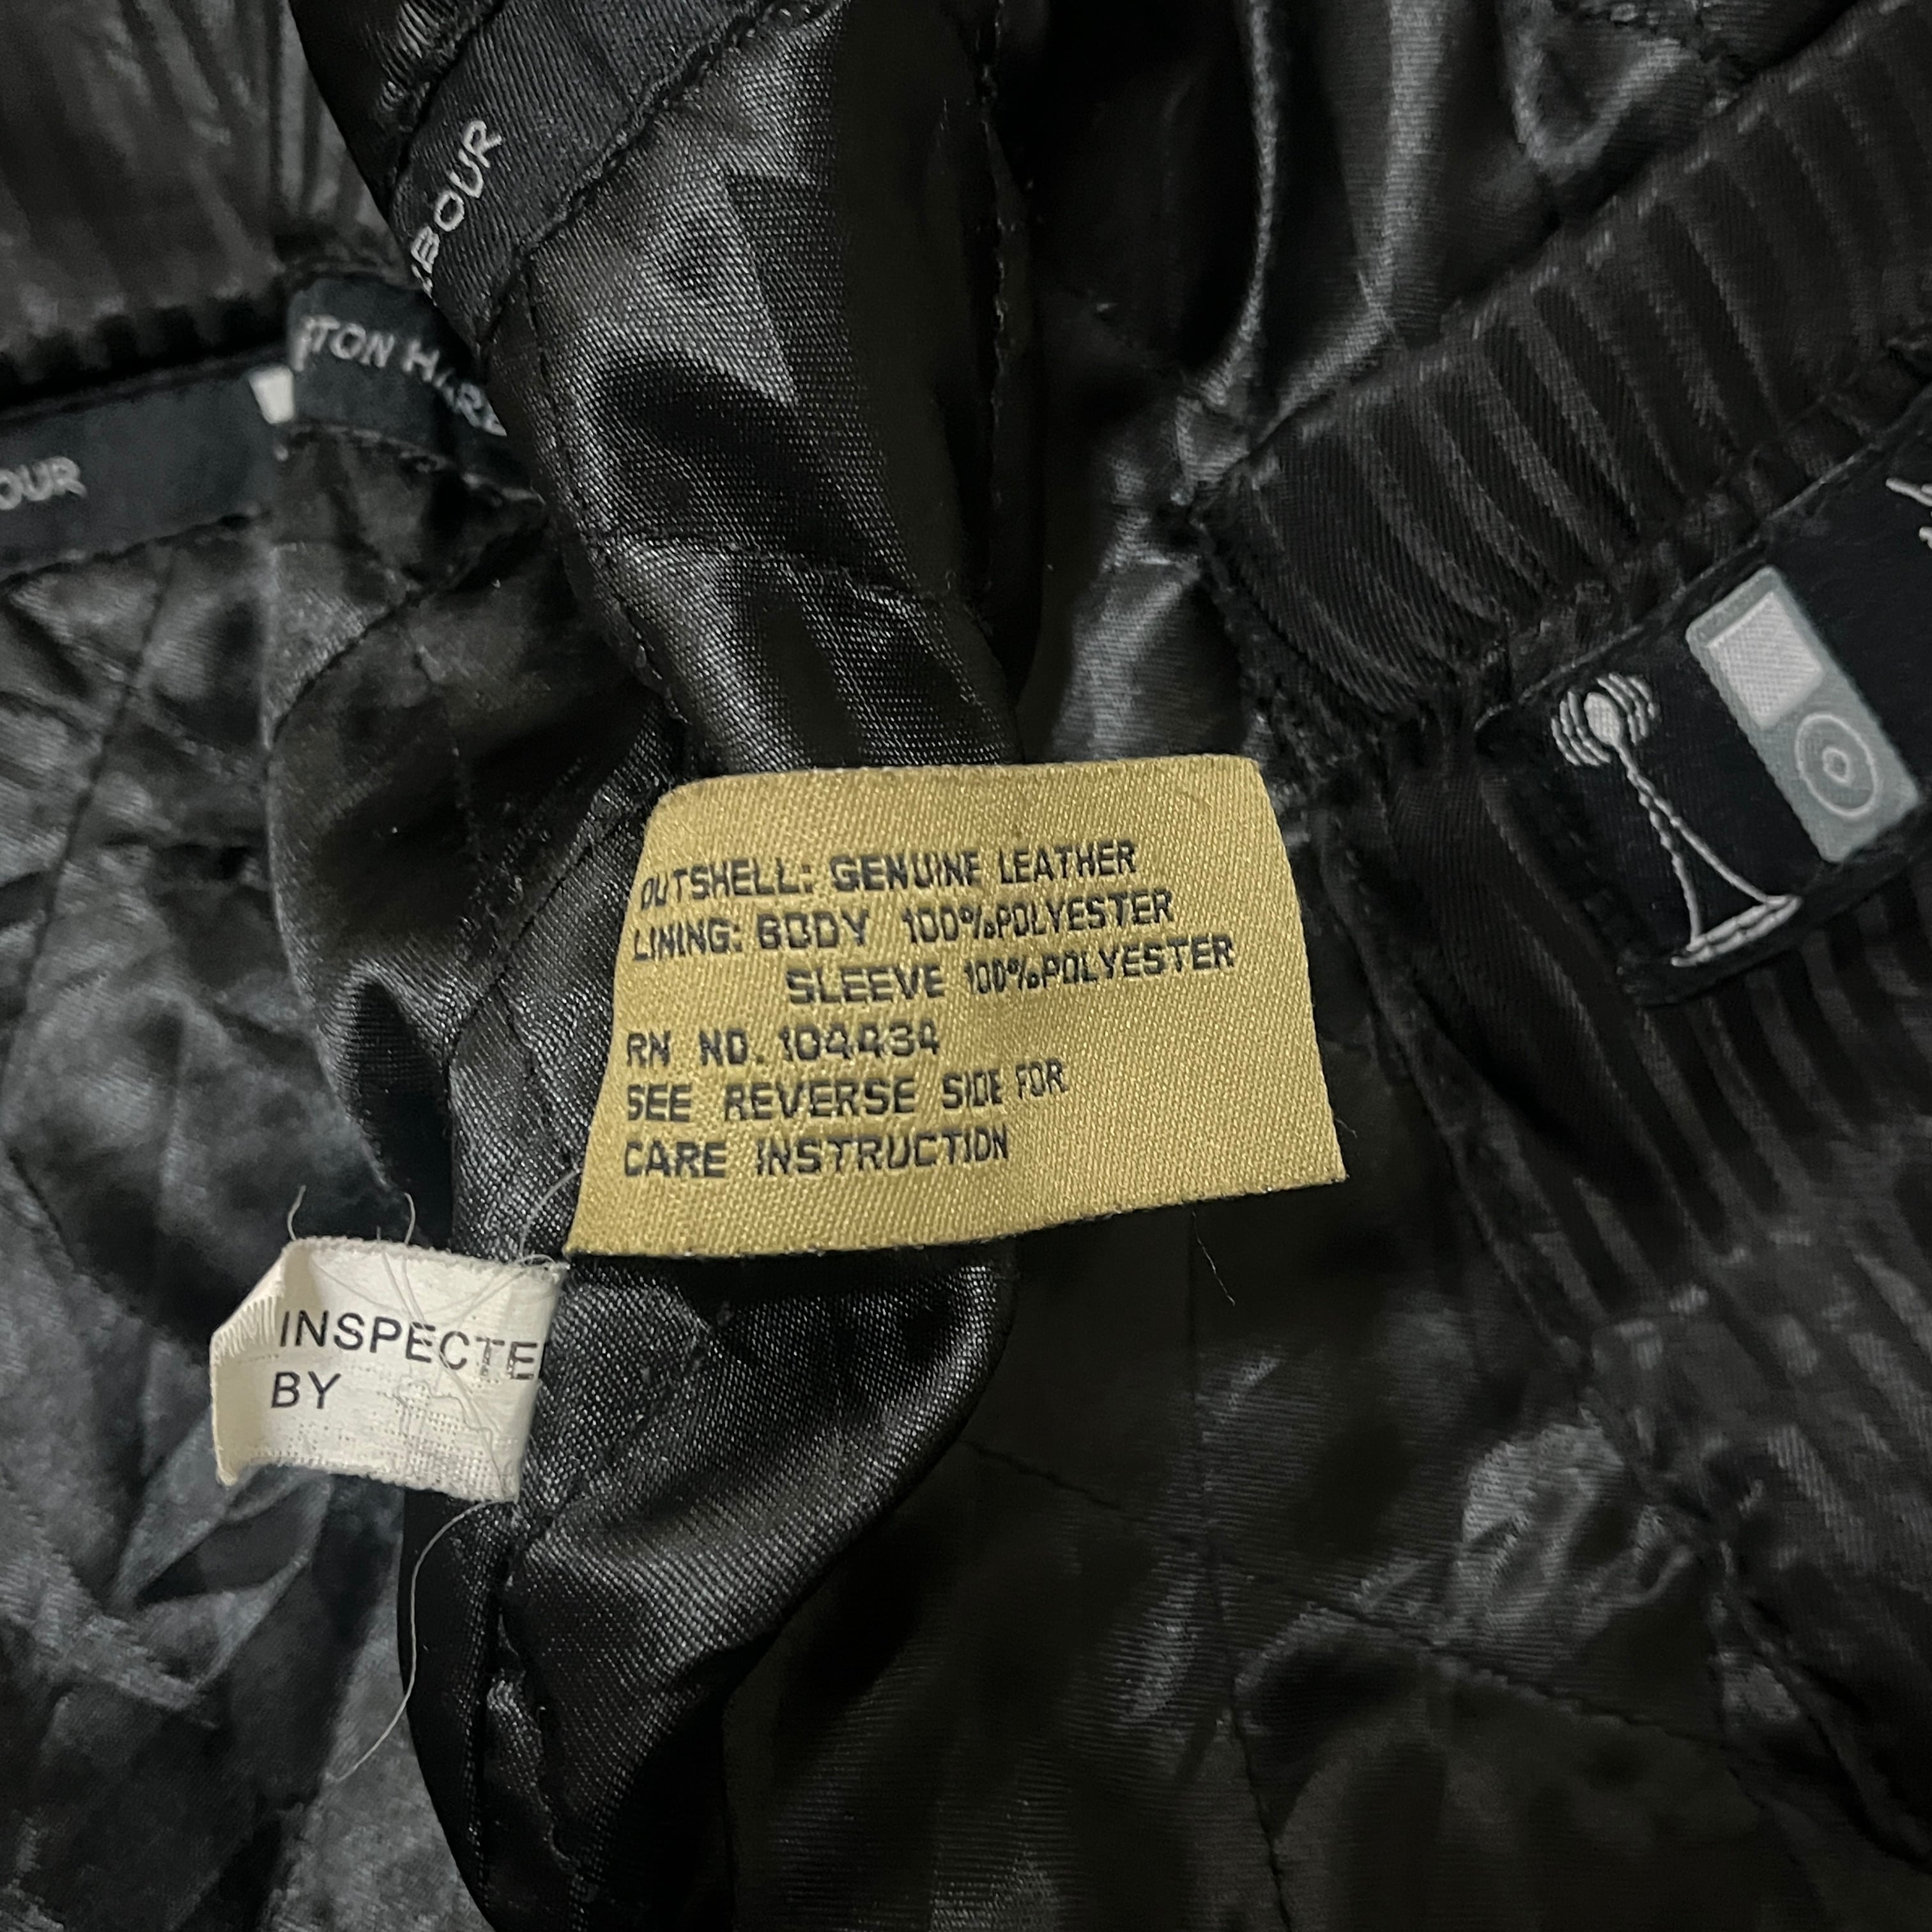 BOUR
TON HAR
OUR
OUTSHELL: GENUINE LEATHER
LINING: BODY 100%POLYESTER
SLEEVE 100%POLYESTER
RN NO. 104434
SEE REVERSE SIDE FOR
CARE INSTRUCTION
INSPECTE
BY